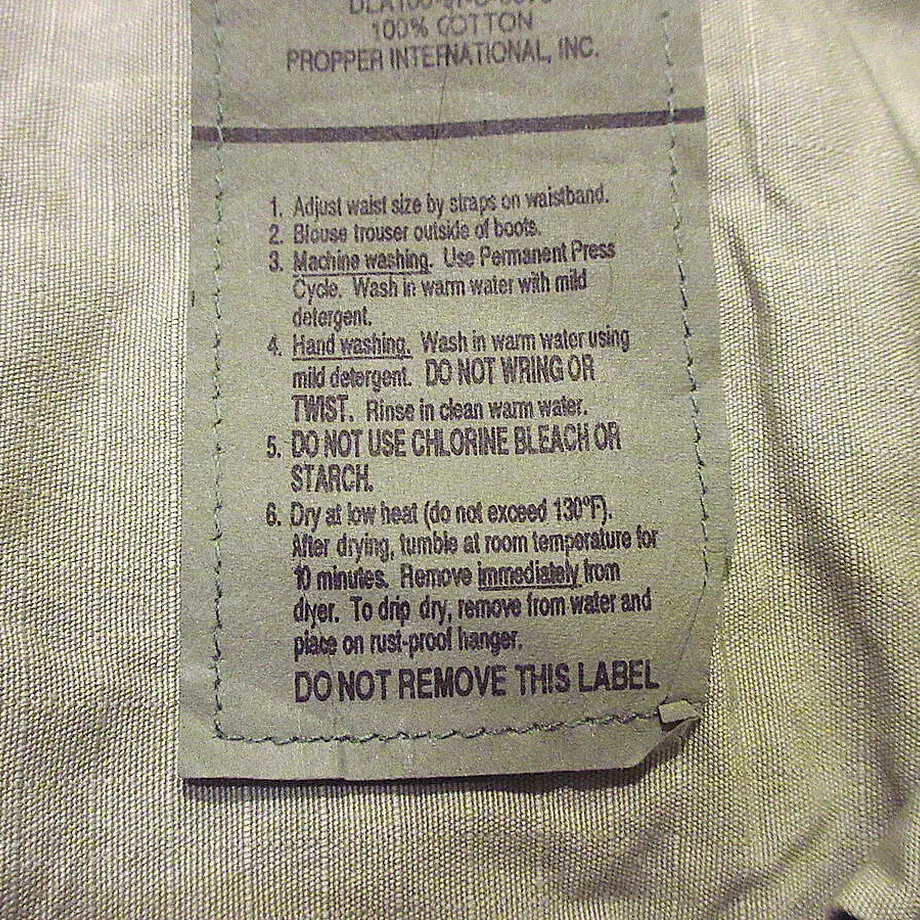 100% COTTON
PROPPER INTERNATIONAL, INC.
1. Adjust waist size by straps on waistband.
2. Blouse trouser outside of boots.
3. Machine washing. Use Permanent Press
Cycle. Wash in warm water with mild
detergent.
4. Hand washing. Wash in warm water using
mild detergent. DO NOT WRING OR
TWIST. Rinse in clean warm water.
5. DO NOT USE CHLORINE BLEACH OR
STARCH.
6. Dry at low heat (do not exceed 130°F).
After drying, tumble at room temperature for
10 minutes. Remove immediately from
dryer. To drip dry, remove from water and
place on rust-proof hanger.
DO NOT REMOVE THIS LABEL